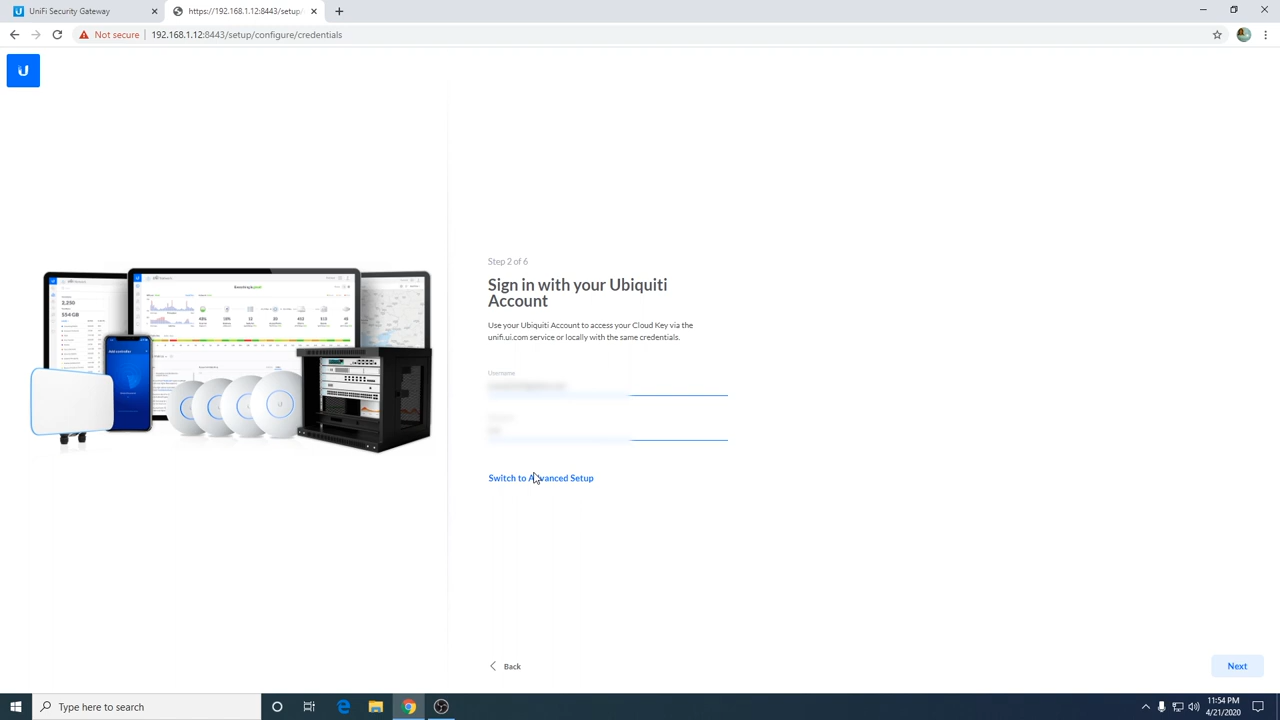 UniFi Security Gateway
https://192.168.1.12:8443/setup/
Not secure
192.168.1.12:8443/setup/configure/credentials
Step 2 of 6
Sign in with your Ubiquiti
Account
Use your Ubiquiti Account to access your Cloud Key via the
unifi.ui.com service or locally with the same credentials.
Username
Switch to Advanced Setup
Back
Next
Type here to search
11:54 PM
4/21/2020